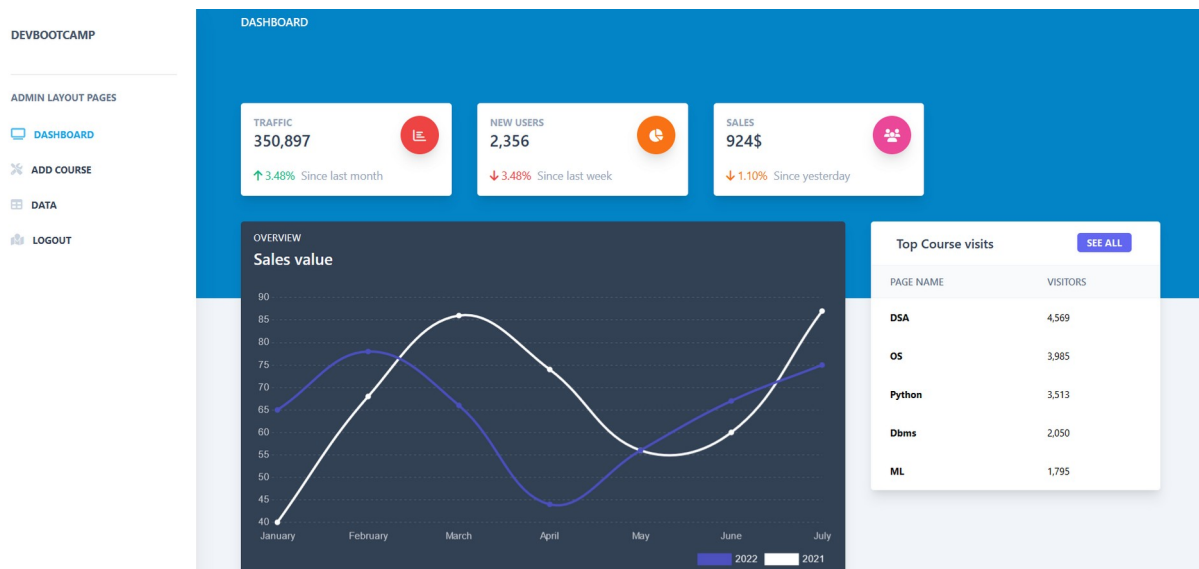 DEVBOOTCAMP
ADMIN LAYOUT PAGES
DASHBOARD
ADD COURSE
DATA
LOGOUT
DASHBOARD
TRAFFIC
350,897
3.48% Since last month
NEW USERS
2,356
3.48% Since last week
SALES
924$
1.10% Since yesterday
OVERVIEW
Sales value
90
85
80
75
70
65
60
55
50
45
40
January February March April May June July
2022 2021
Top Course visits SEE ALL
PAGE NAME VISITORS
DSA 4,569
OS 3,985
Python 3,513
Dbms 2,050
ML 1,795